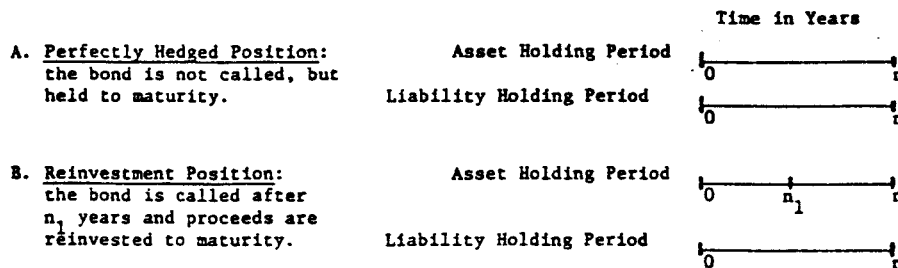 Time in Years
A. Perfectly Hedged Position: Asset Holding Period
the bond is not called, but
0
held to maturity. Liability Holding Period
0
B. Reinvestment Position: Asset Holding Period
the bond is called after
0 n1
n1 years and proceeds are
reinvested to maturity. Liability Holding Period
0